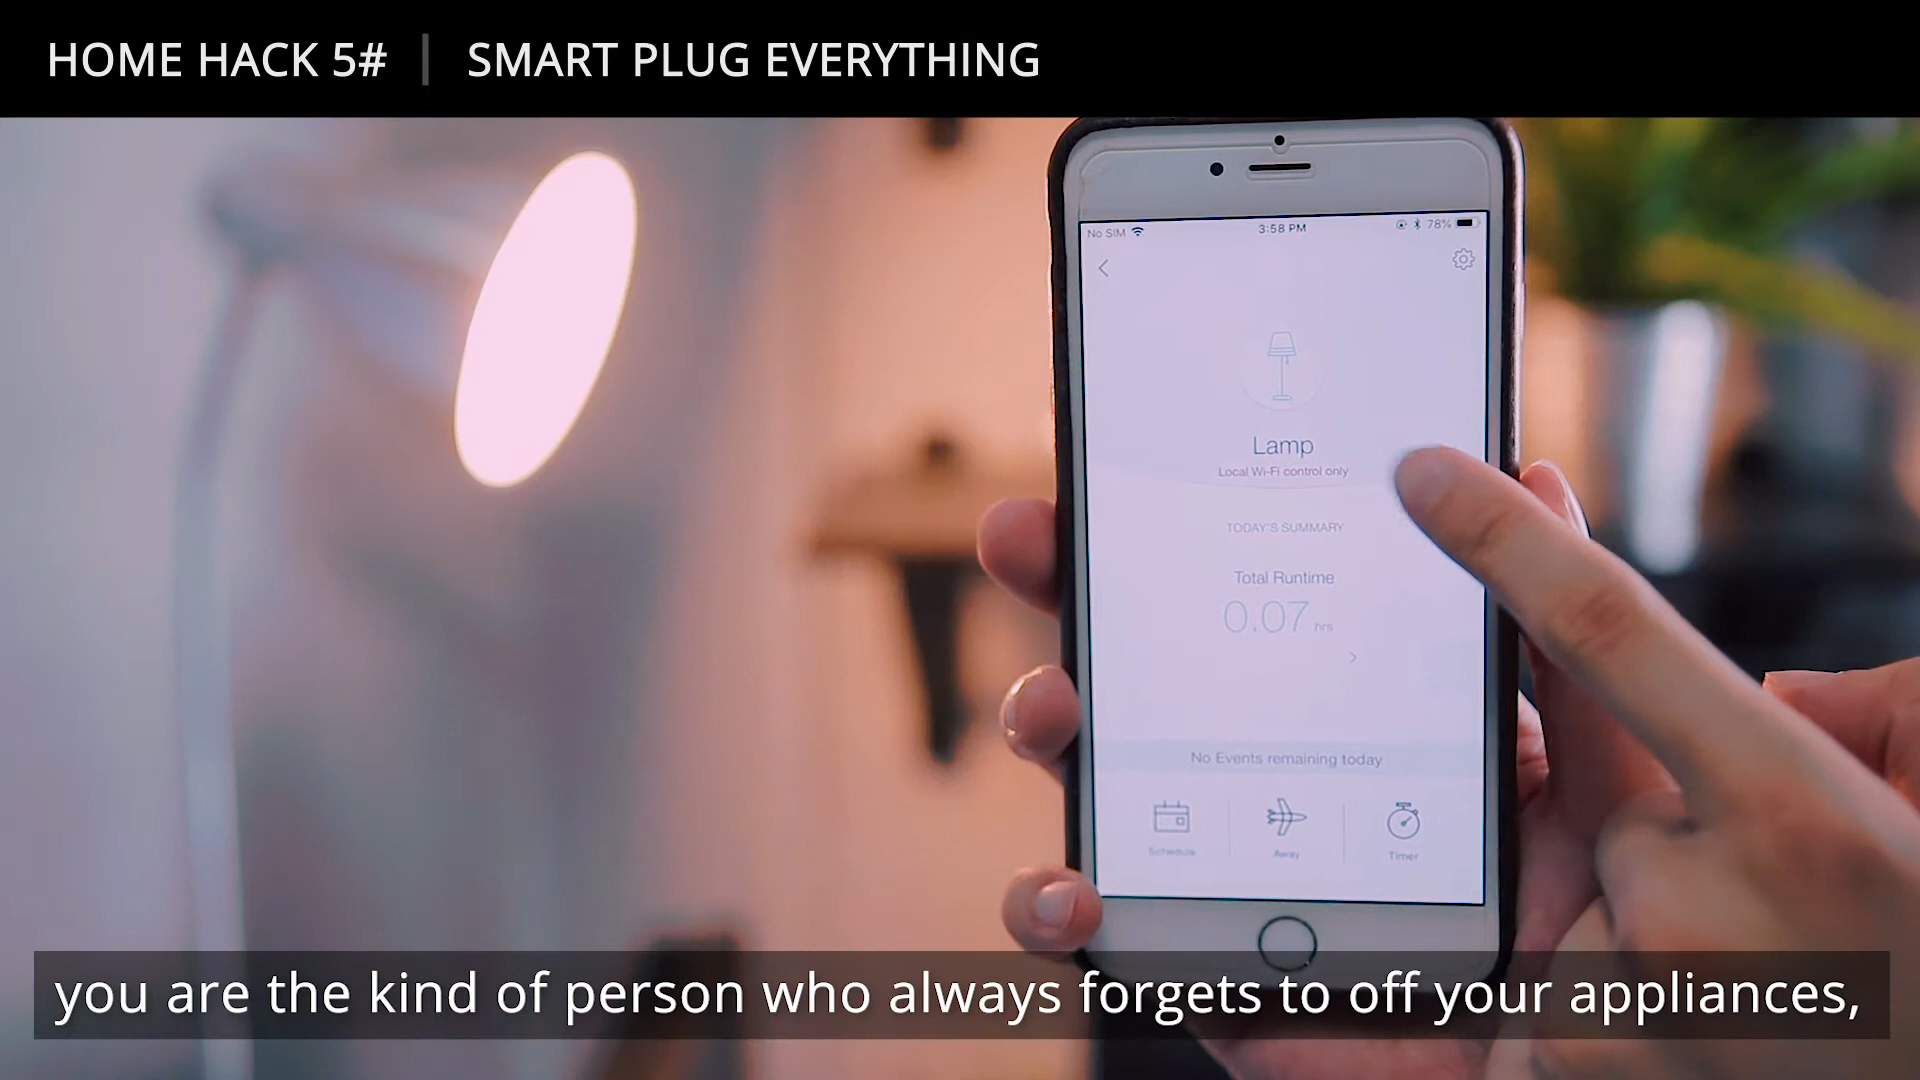 HOME HACK 5# | SMART PLUG EVERYTHING
No SIM 3:58 PM 78%
Lamp
Local Wi-Fi control only
TODAY'S SUMMARY
Total Runtime
0.07 hrs
No Events remaining today
Schedule Away Timer
you are the kind of person who always forgets to off your appliances,